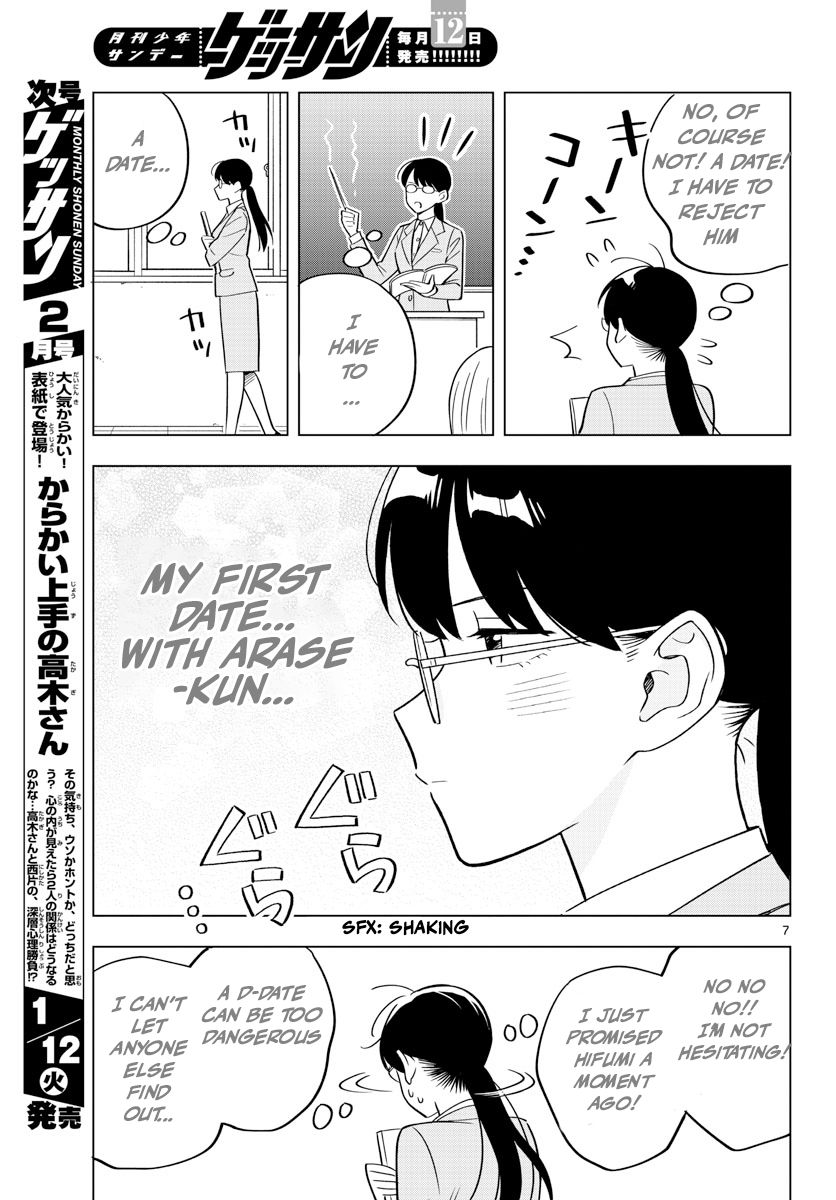 月刊少年
サンデー
ゲッサン
毎月12日
発売!!!!!!!!
NO, OF
COURSE
NOT! A DATE!
I HAVE TO
REJECT
HIM
キーン
コーン
I
HAVE
TO
...
A
DATE...
カッ
カッ
MY FIRST
DATE...
WITH ARASE
-KUN...
ぐらぐら...
SFX: SHAKING
7
NO NO
NO!!
I'M NOT
HESITATING!
I JUST
PROMISED
HIFUMI A
MOMENT
AGO!
A D-DATE
CAN BE TOO
DANGEROUS
I CAN'T
LET
ANYONE
ELSE
FIND
OUT...
次号
ゲッサン
MONTHLY SHONEN SUNDAY
2
月号
大人気からかい！
表紙で登場！
からかい上手の高木さん
その気持ち、ウソかホントか、どっちだと思
う？ 心の内が見えたら2人の関係はどうなる
のかな…高木さんと西片の、深層心理勝負!?
1/12
火
発売